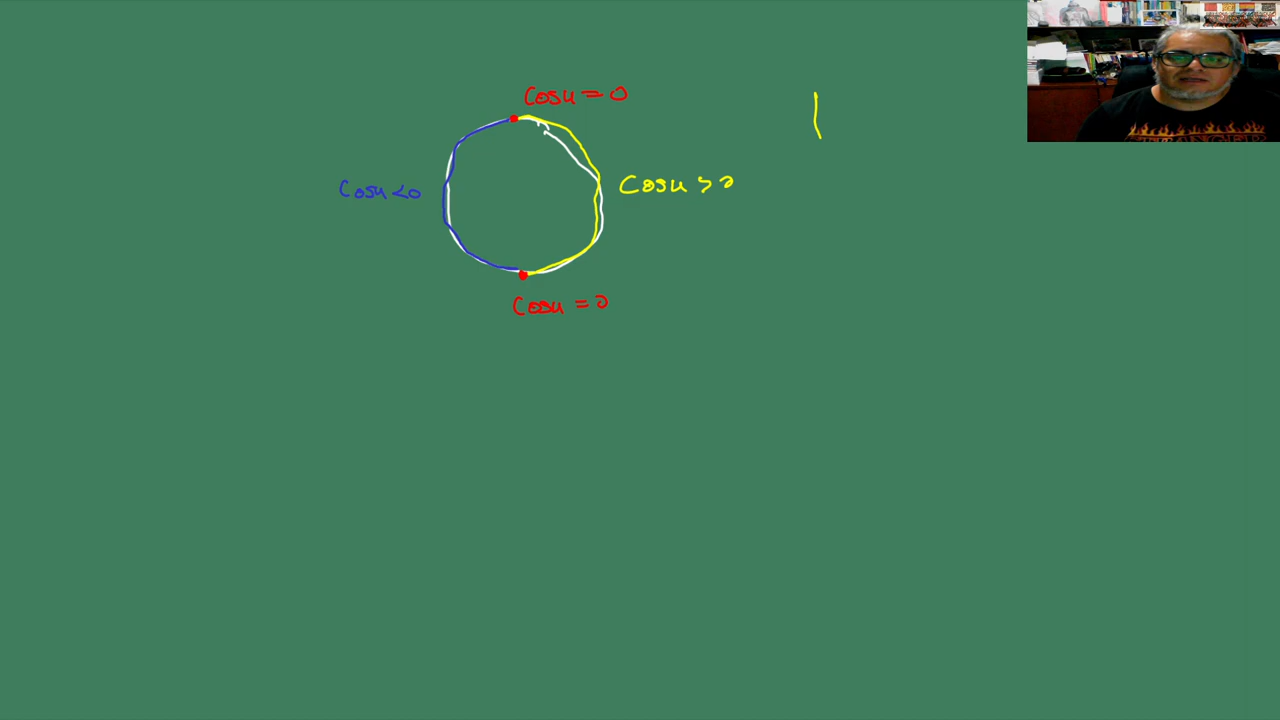 Cosu = 0
Cosu < 0
Cosu > 0
Cosu = 0